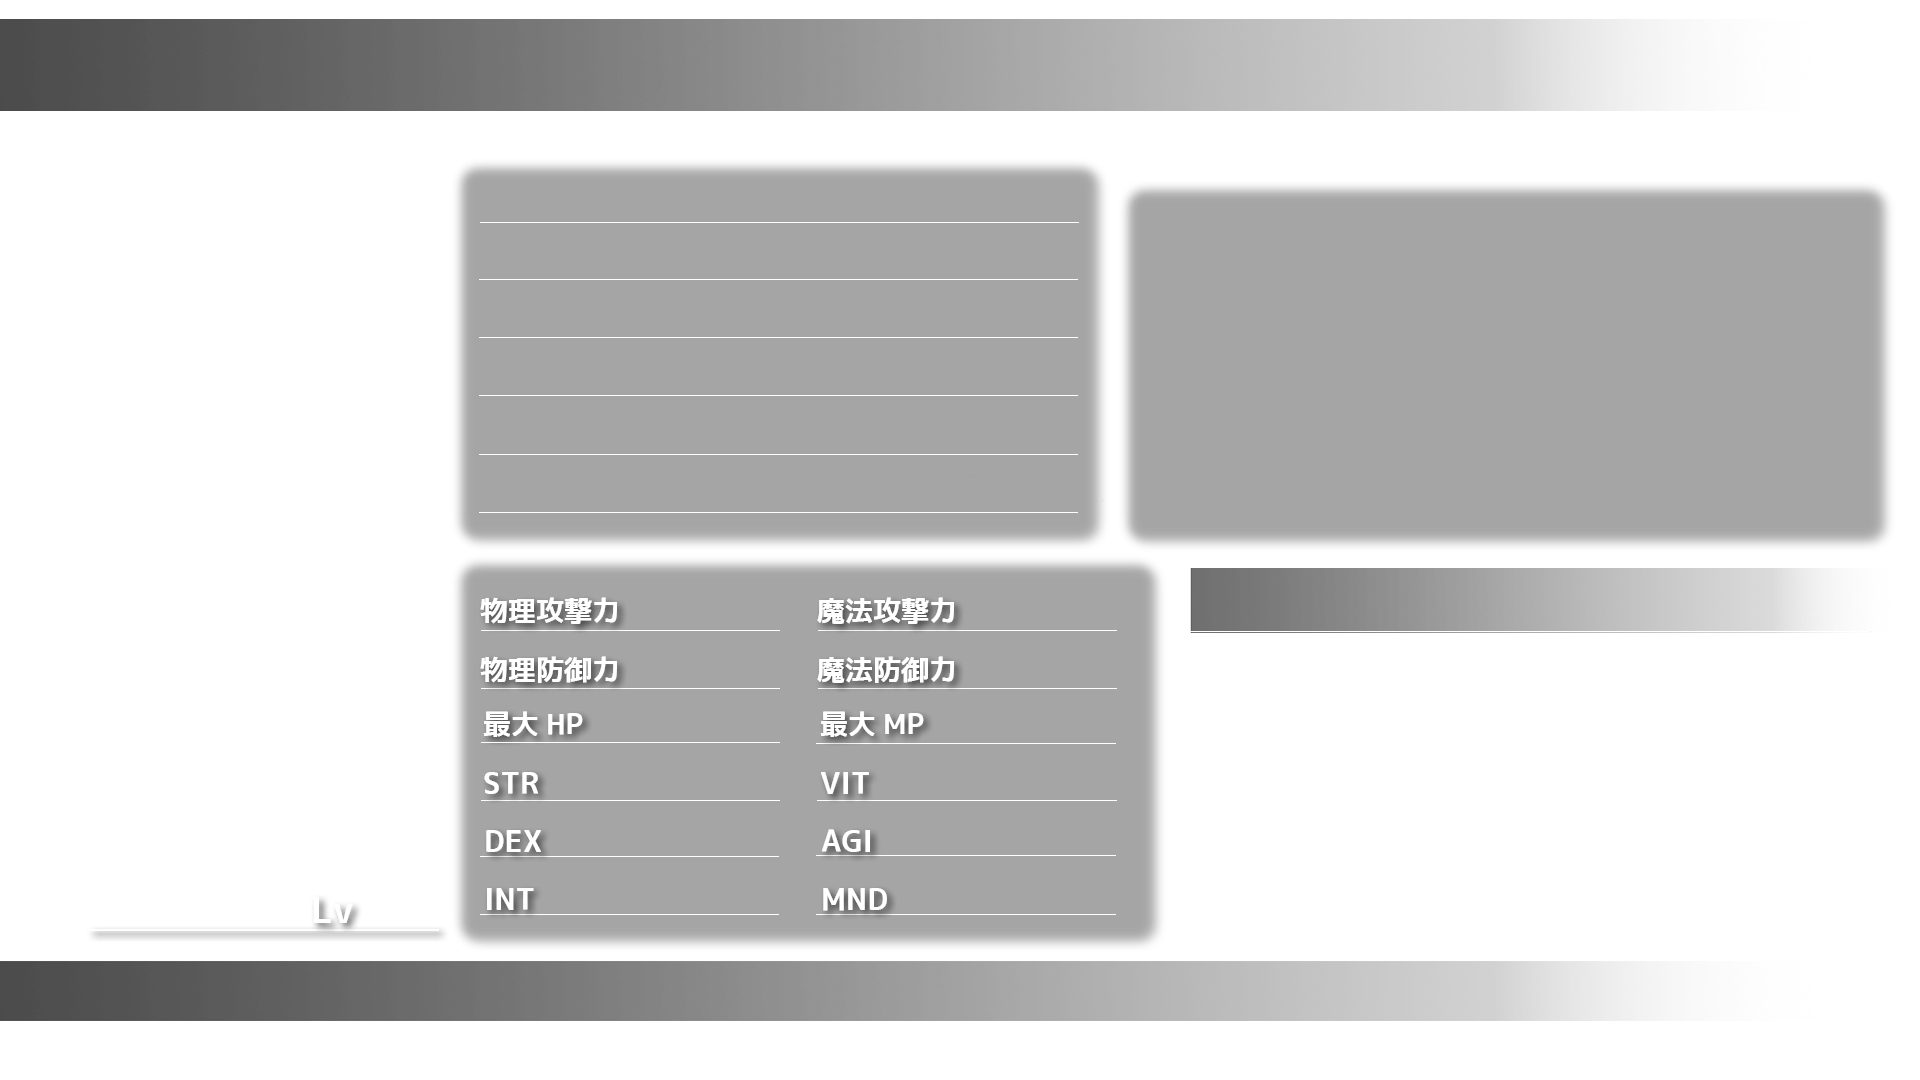 物理攻撃力 魔法攻撃力
物理防御力 魔法防御力
最大 HP 最大 MP
STR VIT
DEX AGI
INT MND
Lv